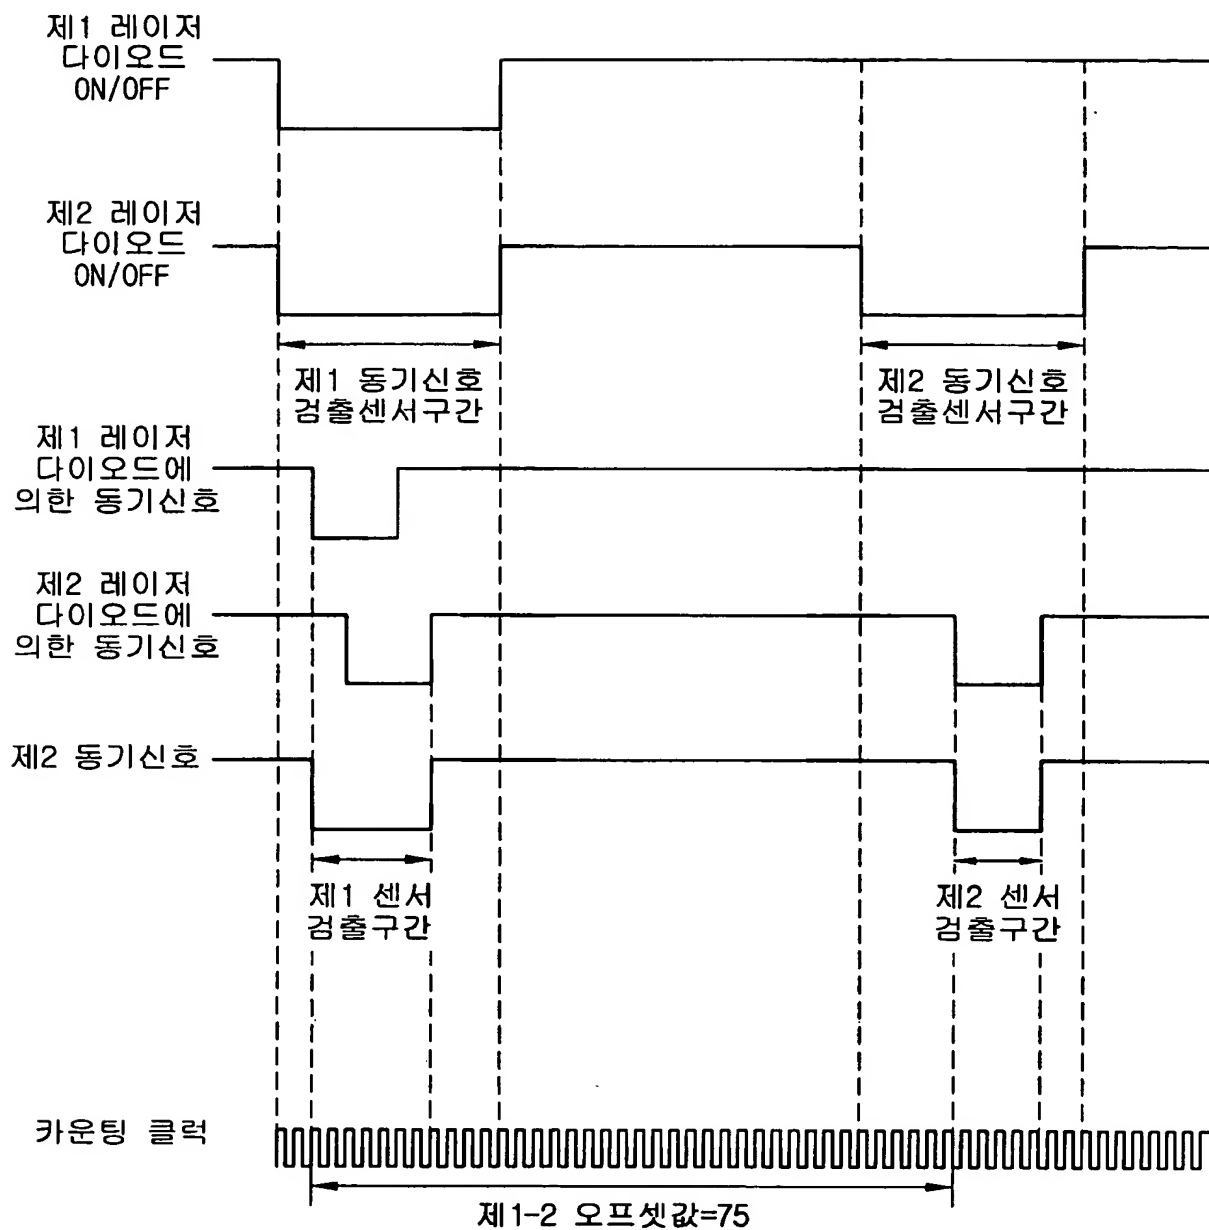 제1 레이저
다이오드
ON/OFF
제2 레이저
다이오드
ON/OFF
제1 동기신호
검출센서구간
제2 동기신호
검출센서구간
제1 레이저
다이오드에
의한 동기신호
제2 레이저
다이오드에
의한 동기신호
제2 동기신호
제1 센서
검출구간
제2 센서
검출구간
카운팅 클럭
제1-2 오프셋값=75